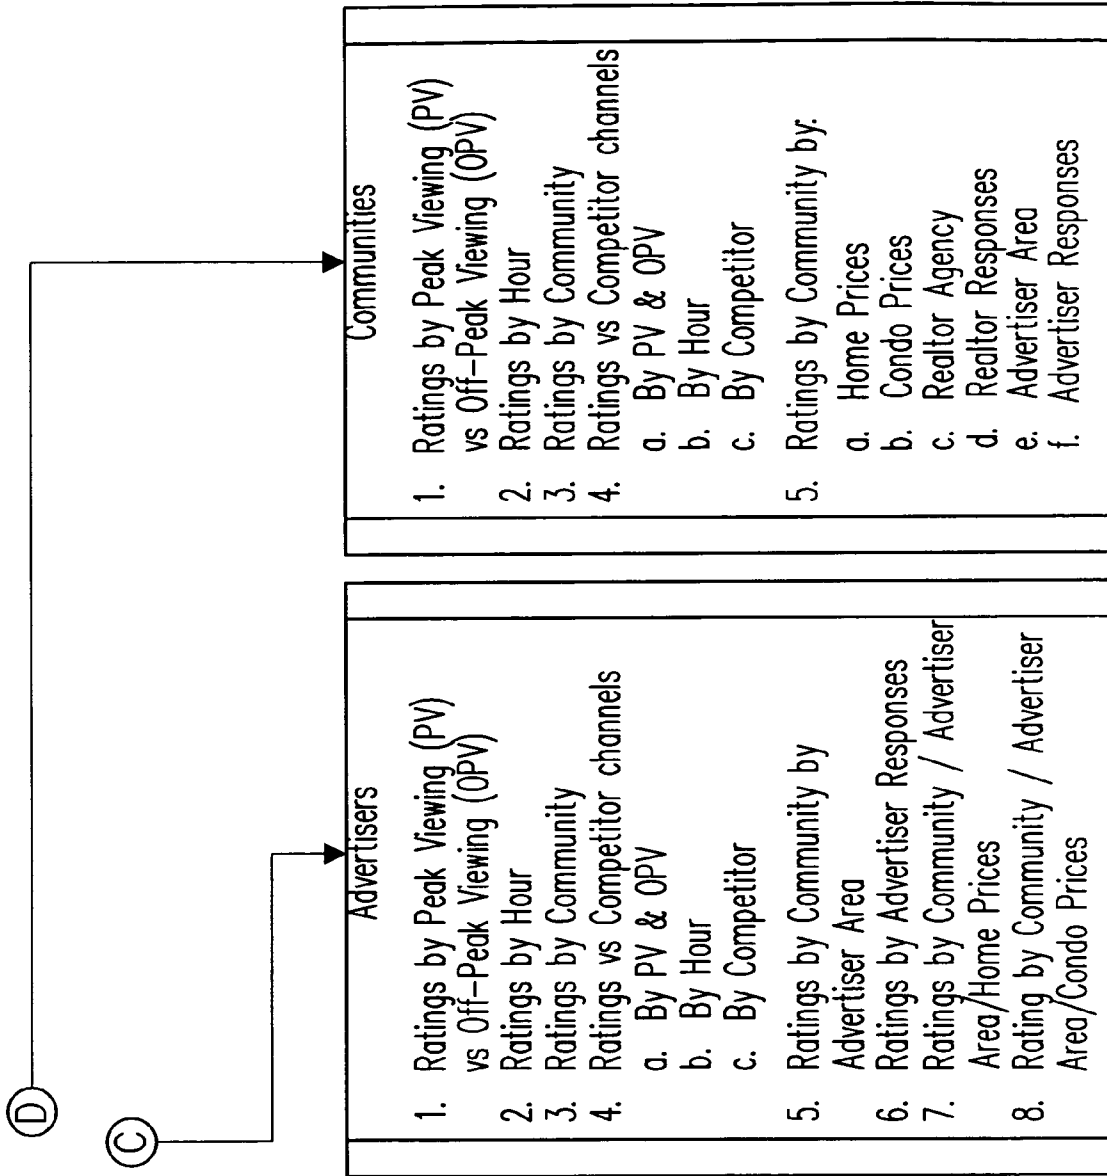 D
C
Advertisers
1. Ratings by Peak Viewing (PV)
vs Off-Peak Viewing (OPV)
2. Ratings by Hour
3. Ratings by Community
4. Ratings vs Competitor channels
a. By PV & OPV
b. By Hour
c. By Competitor
5. Ratings by Community by
Advertiser Area
6. Ratings by Advertiser Responses
7. Ratings by Community / Advertiser
Area/Home Prices
8. Rating by Community / Advertiser
Area/Condo Prices
Communities
1. Ratings by Peak Viewing (PV)
vs Off-Peak Viewing (OPV)
2. Ratings by Hour
3. Ratings by Community
4. Ratings vs Competitor channels
a. By PV & OPV
b. By Hour
c. By Competitor
5. Ratings by Community by:
a. Home Prices
b. Condo Prices
c. Realtor Agency
d. Realtor Responses
e. Advertiser Area
f. Advertiser Responses